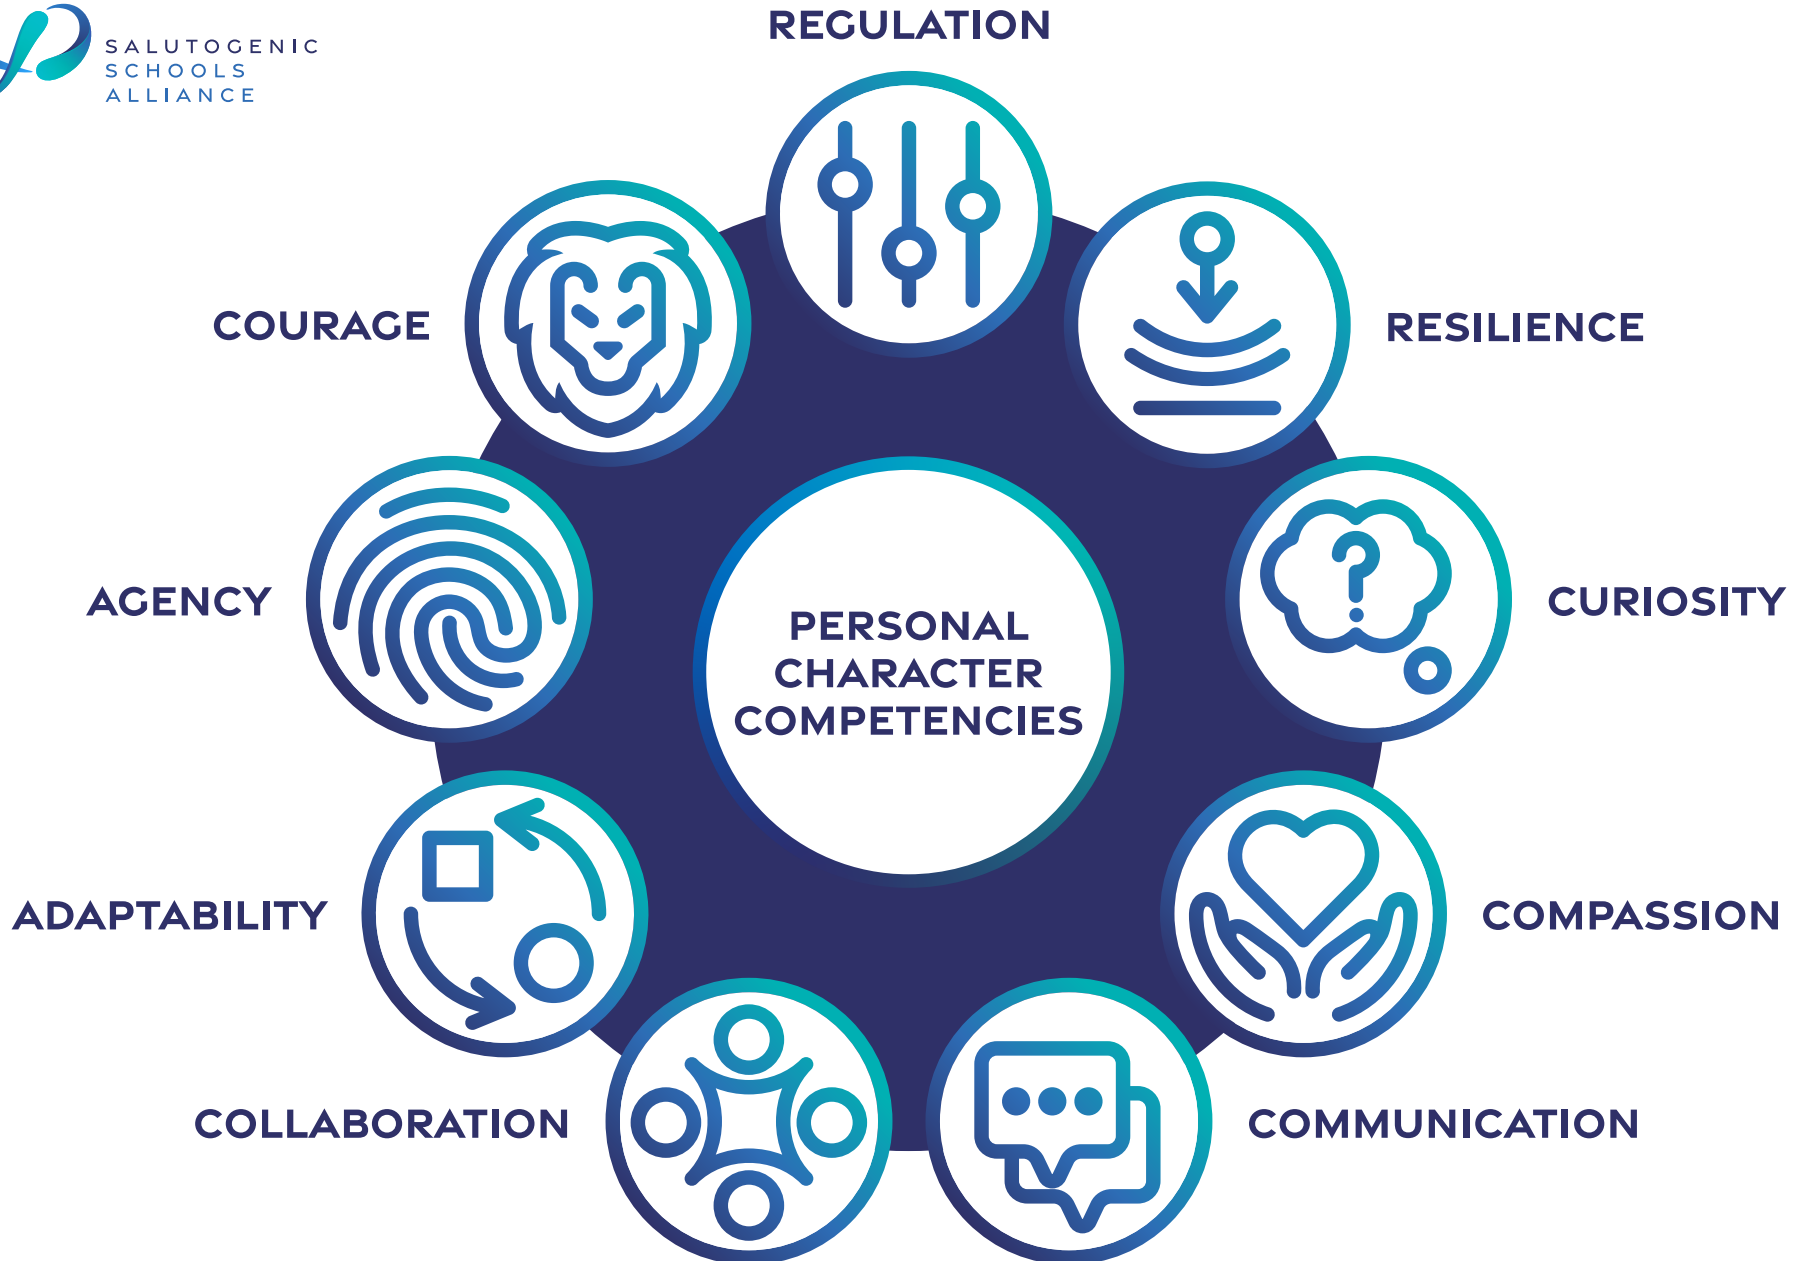 SALUTOGENIC
SCHOOLS
ALLIANCE
REGULATION
COURAGE
RESILIENCE
AGENCY
CURIOSITY
PERSONAL
CHARACTER
COMPETENCIES
?
ADAPTABILITY
COMPASSION
COLLABORATION
COMMUNICATION